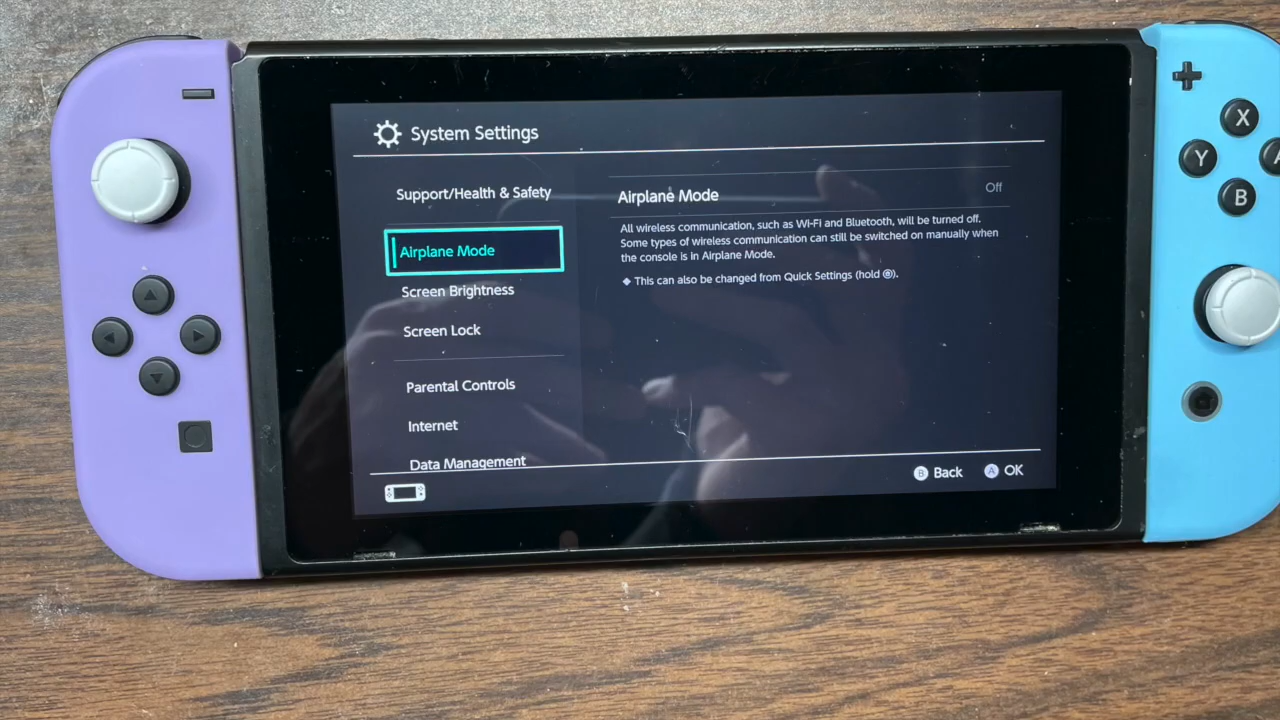 System Settings
Support/Health & Safety
Airplane Mode
Screen Brightness
Screen Lock
Parental Controls
Internet
Data Management
Airplane Mode
Off
All wireless communication, such as Wi-Fi and Bluetooth, will be turned off.
Some types of wireless communication can still be switched on manually when
the console is in Airplane Mode.
◆ This can also be changed from Quick Settings (hold ).
B Back
A OK
X
Y
A
B